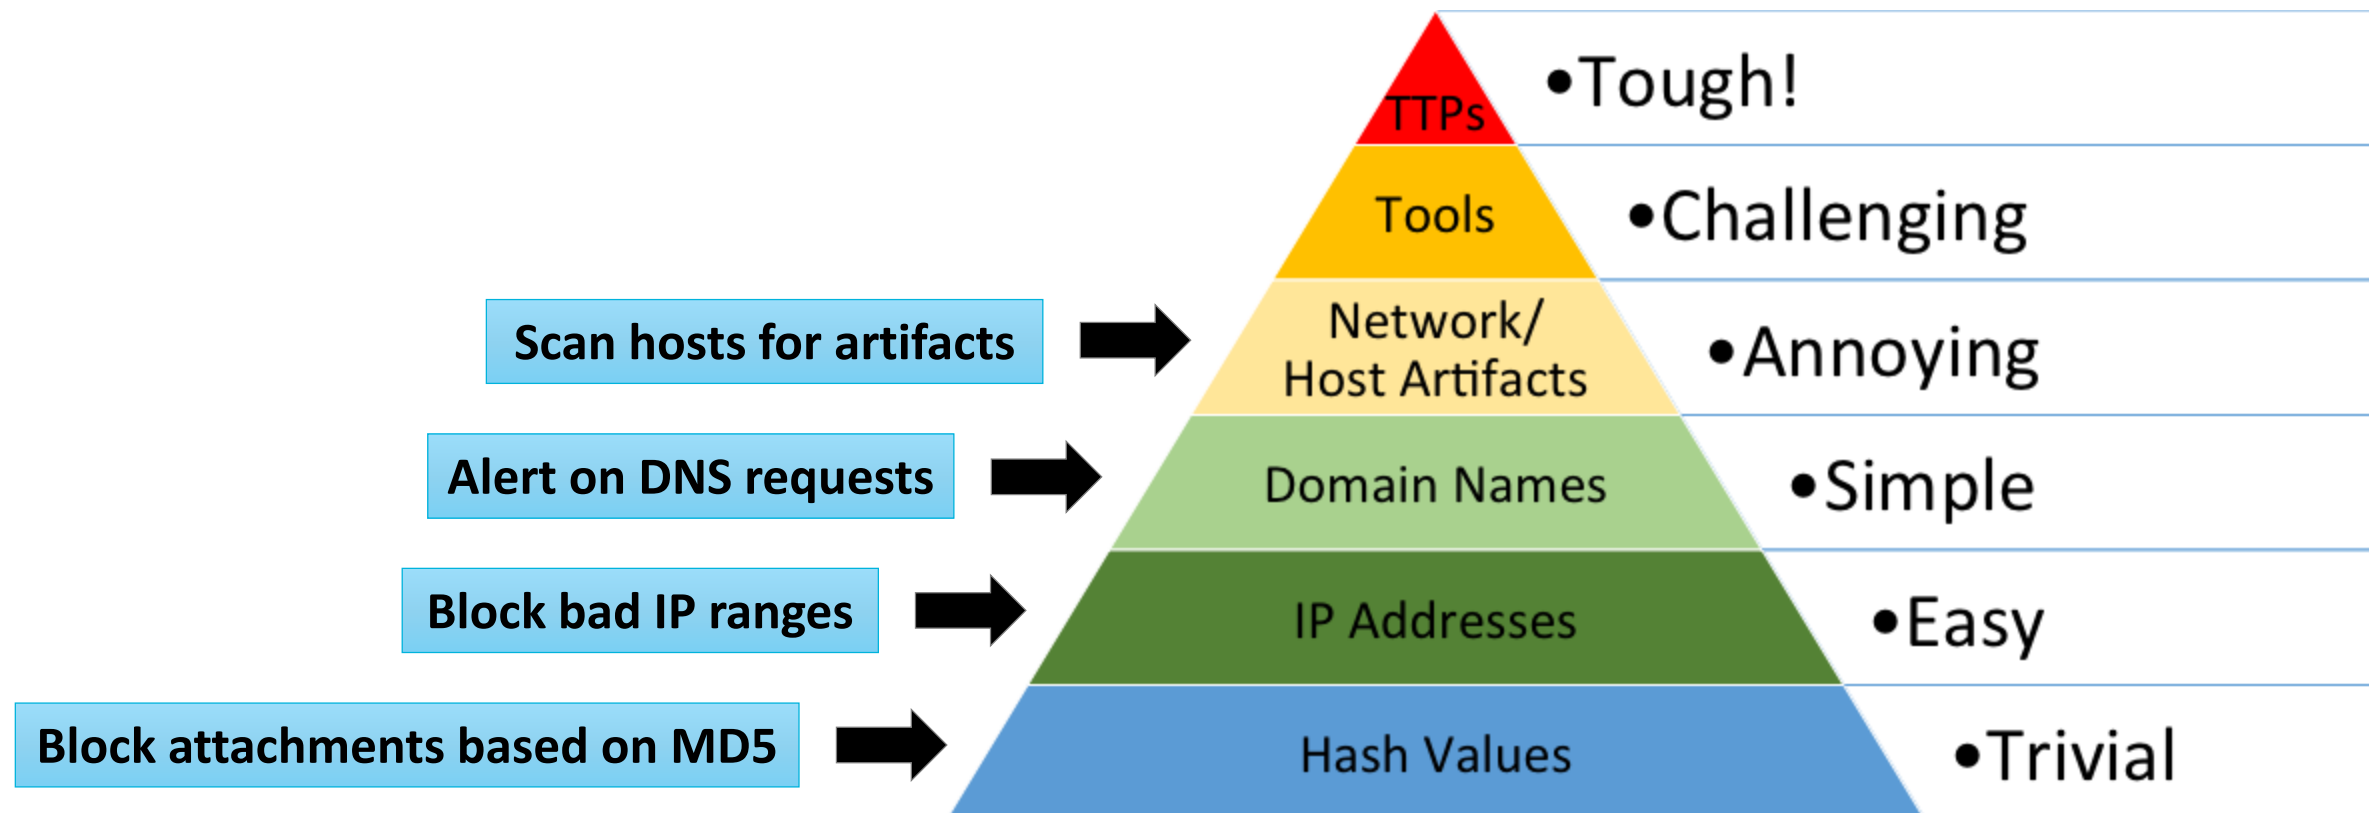 TTPs
•Tough!
Tools
•Challenging
Scan hosts for artifacts
Network/
Host Artifacts
•Annoying
Alert on DNS requests
Domain Names
•Simple
Block bad IP ranges
IP Addresses
•Easy
Block attachments based on MD5
Hash Values
•Trivial